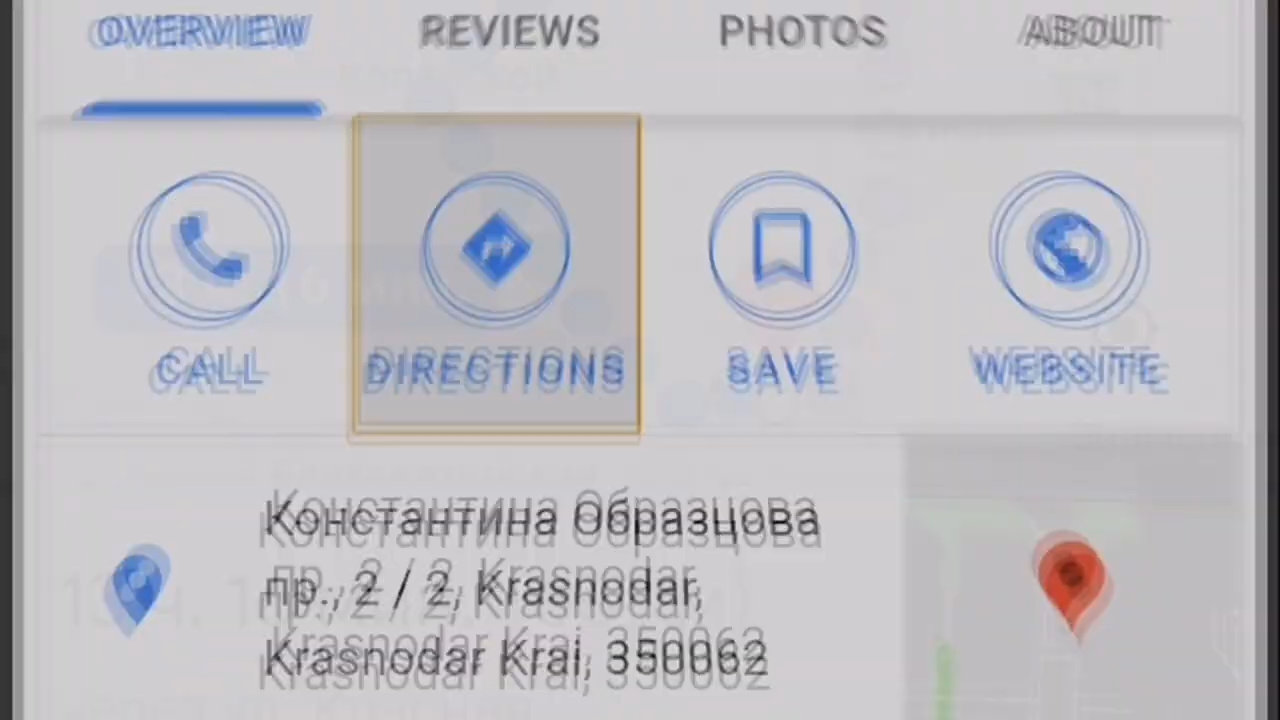 OVERVIEW REVIEWS PHOTOS ABOUT
CALL DIRECTIONS SAVE WEBSITE
Константина Образцова
пр., 2 / 2, Krasnodar,
Krasnodar Krai, 350062